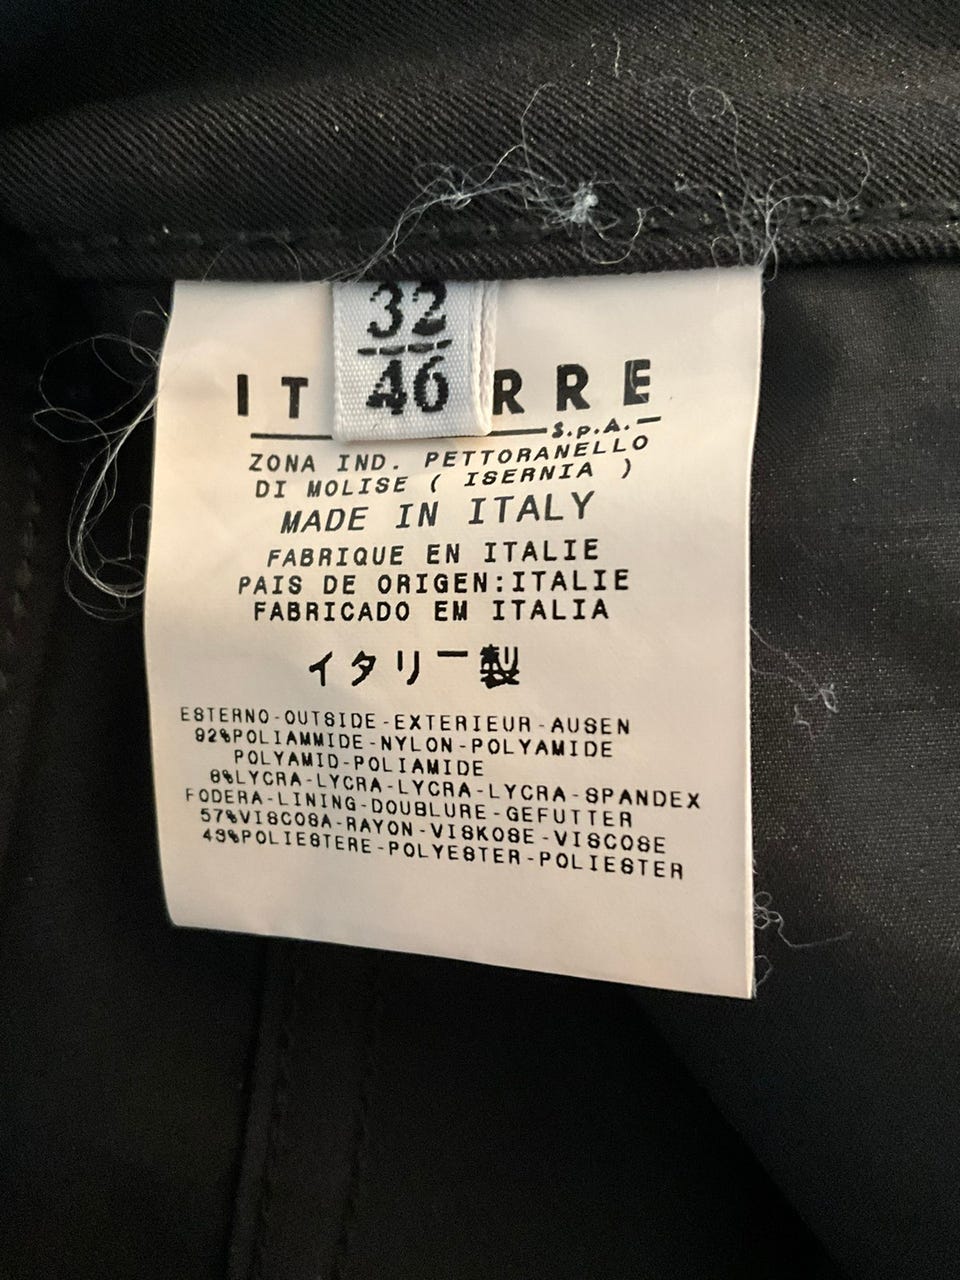 32
46
IT RRE
S.p.A.
ZONA IND. PETTORANELLO
DI MOLISE ( ISERNIA )
MADE IN ITALY
FABRIQUE EN ITALIE
PAIS DE ORIGEN:ITALIE
FABRICADO EM ITALIA
イタリー製
ESTERNO-OUTSIDE-EXTERIEUR-AUSEN
92%POLIAMMIDE-NYLON-POLYAMIDE
POLYAMID-POLIAMIDE
8%LYCRA-LYCRA-LYCRA-LYCRA-SPANDEX
FODERA-LINING-DOUBLURE-GEFUTTER
57%VISCOSA-RAYON-VISKOSE-VISCOSE
43%POLIESTERE-POLYESTER-POLIESTER